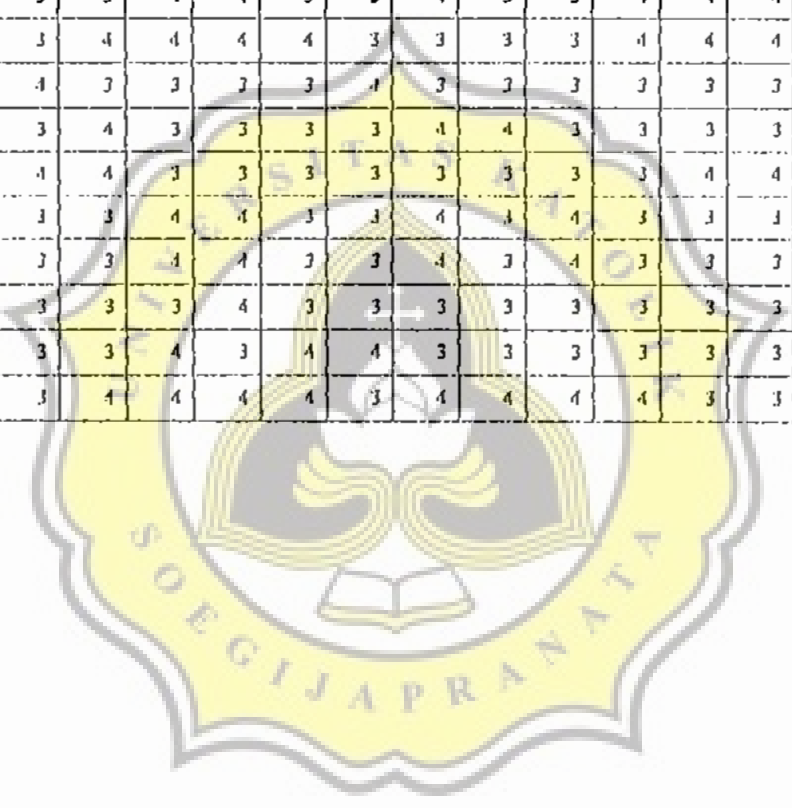 3 4 4 4 4 3 3 3 3 4 4 4
4 3 3 3 3 4 3 3 3 3 3 3
3 4 3 3 3 3 4 4 3 3 3 3
4 4 3 3 3 3 3 3 3 3 4 4
3 3 4 4 3 3 4 3 4 3 3 3
3 3 4 4 3 3 4 3 4 3 3 3
3 3 3 4 3 3 3 3 3 3 3 3
3 3 4 3 4 4 3 3 3 3 3 3
3 4 4 4 4 3 4 4 4 4 3 3
UNIVERSITAS KATOLIK
SOEGIJAPRANATA